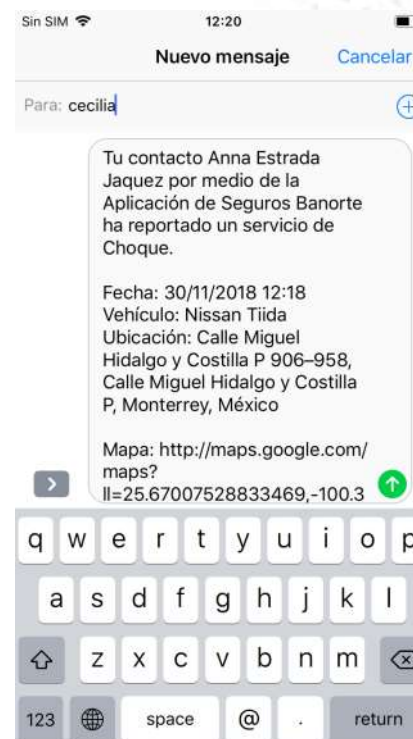 Sin SIM 12:20
Nuevo mensaje Cancelar
Para: cecilia
Tu contacto Anna Estrada
Jaquez por medio de la
Aplicación de Seguros Banorte
ha reportado un servicio de
Choque.
Fecha: 30/11/2018 12:18
Vehículo: Nissan Tiida
Ubicación: Calle Miguel
Hidalgo y Costilla P 906–958,
Calle Miguel Hidalgo y Costilla
P, Monterrey, México
Mapa: http://maps.google.com/
maps?
ll=25.67007528833469,-100.3
q w e r t y u i o p
a s d f g h j k l
z x c v b n m
123 space @ . return